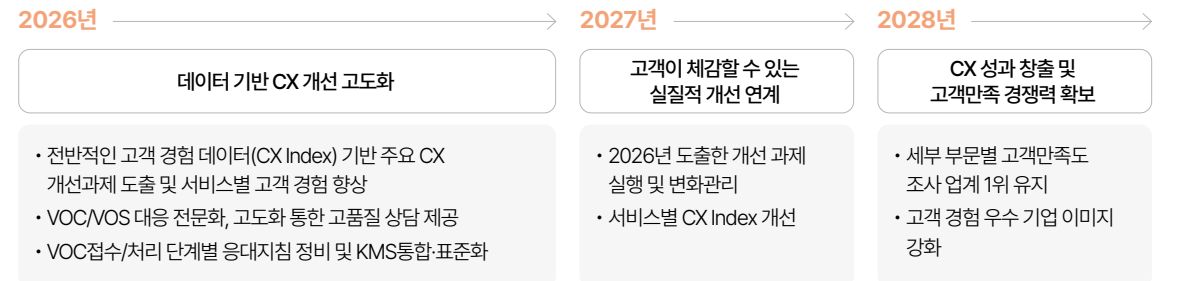 2026년
데이터 기반 CX 개선 고도화
• 전반적인 고객 경험 데이터(CX Index) 기반 주요 CX
개선과제 도출 및 서비스별 고객 경험 향상
• VOC/VOS 대응 전문화, 고도화 통한 고품질 상담 제공
• VOC접수/처리 단계별 응대지침 정비 및 KMS통합·표준화
2027년
고객이 체감할 수 있는
실질적 개선 연계
• 2026년 도출한 개선 과제
실행 및 변화관리
• 서비스별 CX Index 개선
2028년
CX 성과 창출 및
고객만족 경쟁력 확보
• 세부 부문별 고객만족도
조사 업계 1위 유지
• 고객 경험 우수 기업 이미지
강화